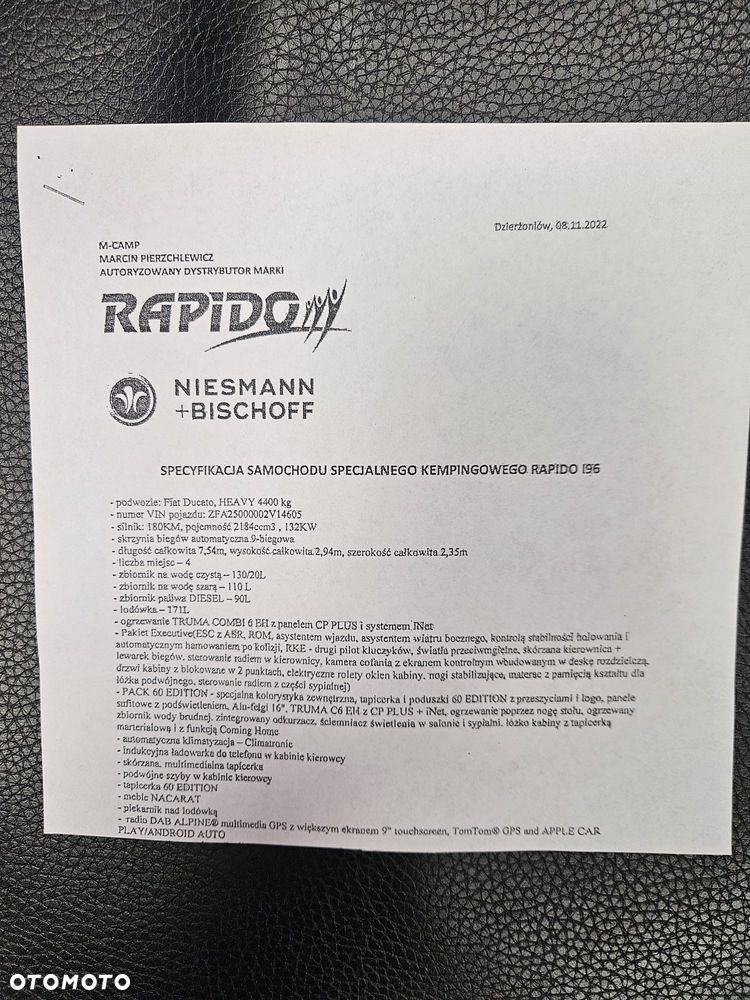 Dzierżoniów, 08.11.2022
M-CAMP
MARCIN PIERZCHLEWICZ
AUTORYZOWANY DYSTRYBUTOR MARKI
RAPIDO
NIESMANN
+BISCHOFF
SPECYFIKACJA SAMOCHODU SPECJALNEGO KEMPINGOWEGO RAPIDO I96
- podwozie: Fiat Ducato, HEAVY 4400 kg
- numer VIN pojazdu: ZFA25000002V14605
- silnik: 180KM, pojemność 2184ccm3 , 132KW
- skrzynia biegów automatyczna 9-biegowa
- długość całkowita 7,54m, wysokość całkowita 2,94m, szerokość całkowita 2,35m
- liczba miejsc – 4
- zbiornik na wodę czystą – 130/20L
- zbiornik na wodę szarą – 110 L
- zbiornik paliwa DIESEL – 90L
- lodówka – 171L
- ogrzewanie TRUMA COMBI 6 EH z panelem CP PLUS i systemem INet
- Pakiet Executive(ESC z ABR, ROM, asystentem wjazdu, asystentem wiatru bocznego, kontrolą stabilności holowania i
automatycznym hamowaniem po kolizji, RKE - drugi pilot kluczyków, światła przeciwmgielne, skórzana kierownica +
lewarek biegów, sterowanie radiem w kierownicy, kamera cofania z ekranem kontrolnym wbudowanym w deskę rozdzielczą,
drzwi kabiny z blokowane w 2 punktach, elektryczne rolety okien kabiny, nogi stabilizujące, materac z pamięcią kształtu dla
łóżka podwójnego, sterowanie radiem z części sypialnej)
- PACK 60 EDITION - specjalna kolorystyka zewnętrzna, tapicerka i poduszki 60 EDITION z przeszyciami i logo, panele
sufitowe z podświetleniem, Alu-felgi 16", TRUMA C6 EH z CP PLUS + iNet, ogrzewanie poprzez nogę stołu, ogrzewany
zbiornik wody brudnej, zintegrowany odkurzacz, ściemniacz świetlenia w salonie i sypialni, łóżko kabiny z tapicerką
marterialową i z funkcją Coming Home
- automatyczna klimatyzacja – Climatronic
- indukcyjna ładowarka do telefonu w kabinie kierowcy
- skórzana, multimedialna tapicerka
- podwójne szyby w kabinie kierowcy
- tapicerka 60 EDITION
- meble NACARAT
- piekarnik nad lodówką
- radio DAB ALPINE® multimedia GPS z większym ekranem 9" touchscreen, TomTom® GPS and APPLE CAR
PLAY/ANDROID AUTO
OTOMOTO